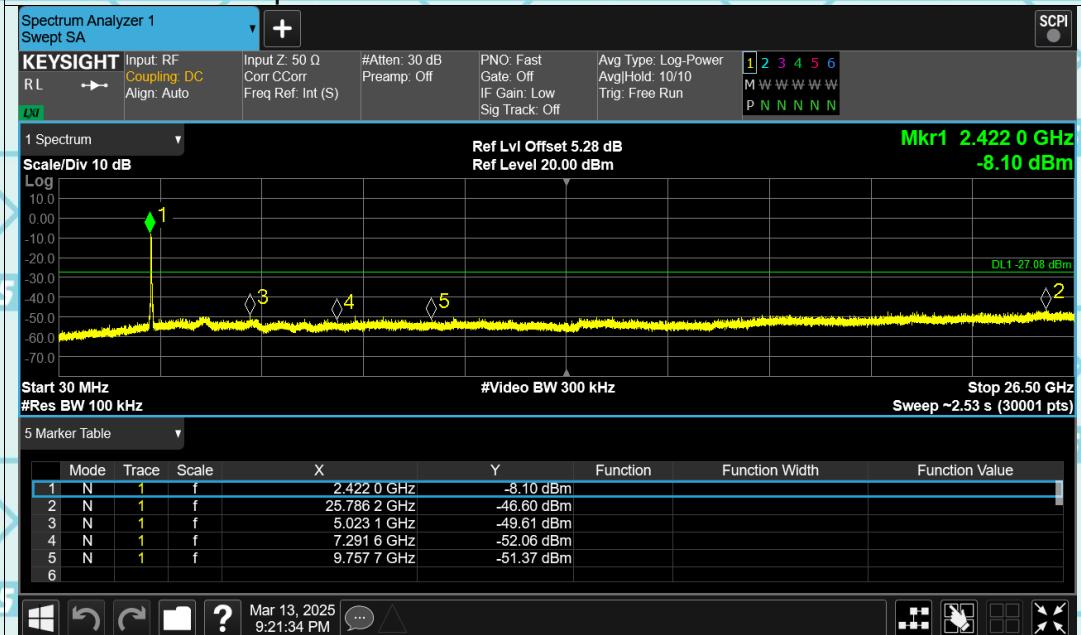 Spectrum Analyzer 1
Swept SA
+
SCPI
KEYSIGHT
R L
LXI
Input: RF
Coupling: DC
Align: Auto
Input Z: 50 Ω
Corr CCorr
Freq Ref: Int (S)
#Atten: 30 dB
Preamp: Off
PNO: Fast
Gate: Off
IF Gain: Low
Sig Track: Off
Avg Type: Log-Power
Avg|Hold: 10/10
Trig: Free Run
1 2 3 4 5 6
M W W W W W
P N N N N N
1 Spectrum
Scale/Div 10 dB
Ref Lvl Offset 5.28 dB
Ref Level 20.00 dBm
Mkr1 2.422 0 GHz
-8.10 dBm
Log
10.0
0.00
-10.0
-20.0
-30.0
-40.0
-50.0
-60.0
-70.0
1
DL1 -27.08 dBm
3
4
5
2
Start 30 MHz
#Video BW 300 kHz
Stop 26.50 GHz
#Res BW 100 kHz
Sweep ~2.53 s (30001 pts)
5 Marker Table
Mode Trace Scale X Y Function Function Width Function Value
1 N 1 f 2.422 0 GHz -8.10 dBm
2 N 1 f 25.786 2 GHz -46.60 dBm
3 N 1 f 5.023 1 GHz -49.61 dBm
4 N 1 f 7.291 6 GHz -52.06 dBm
5 N 1 f 9.757 7 GHz -51.37 dBm
6
?
Mar 13, 2025
9:21:34 PM